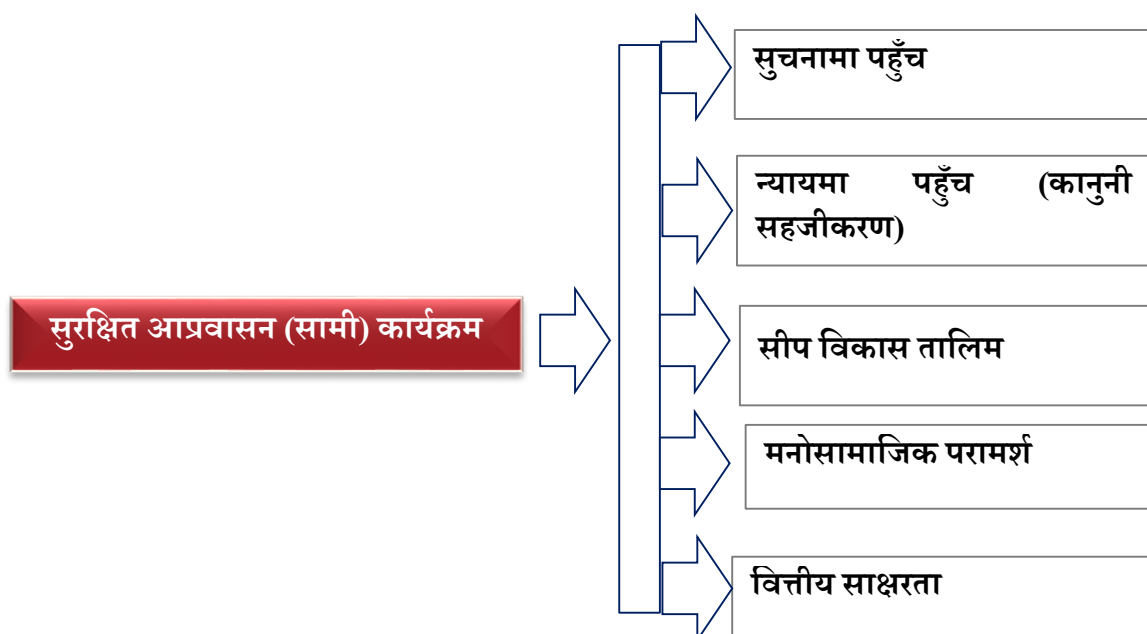 सुरक्षित आप्रवासन (सामी) कार्यक्रम
सुचनामा पहुँच
न्यायमा पहुँच (कानुनी
सहजीकरण)
सीप विकास तालिम
मनोसामाजिक परामर्श
वित्तीय साक्षरता